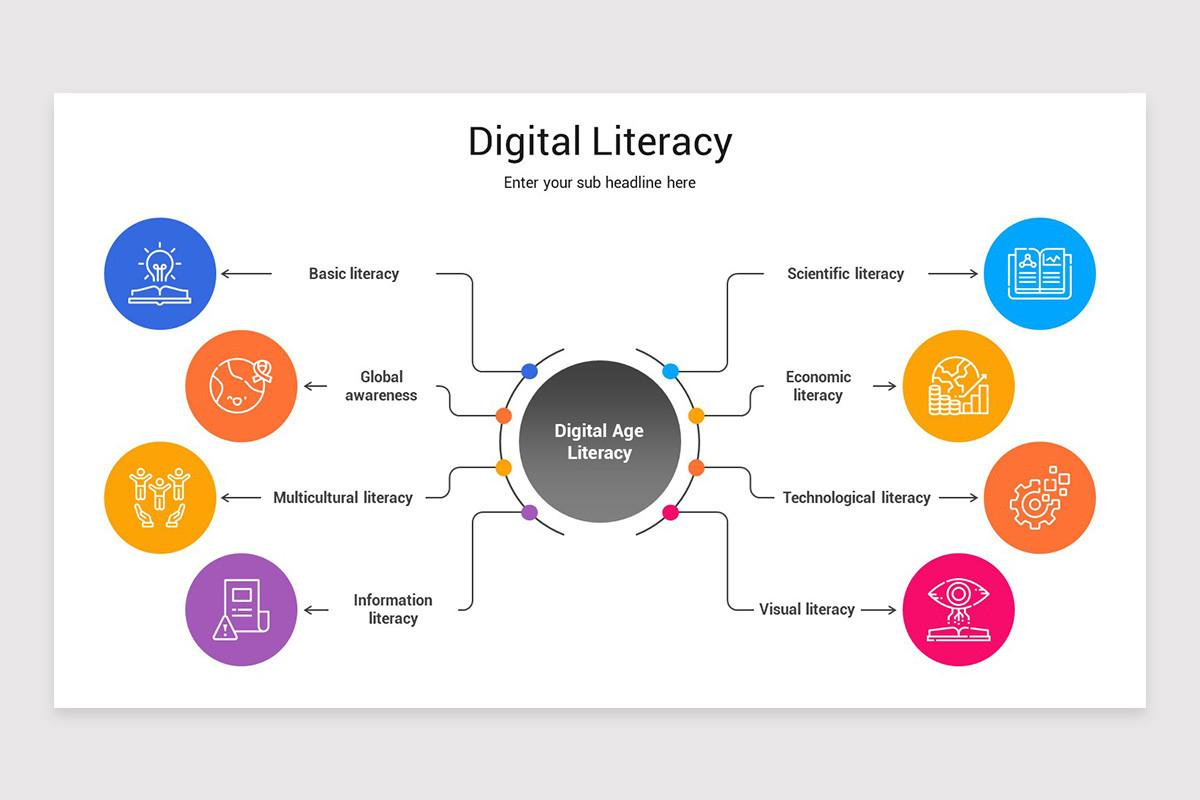 Digital Literacy
Enter your sub headline here
Basic literacy
Global
awareness
Multicultural literacy
Information
literacy
Digital Age
Literacy
Scientific literacy
Economic
literacy
Technological literacy
Visual literacy